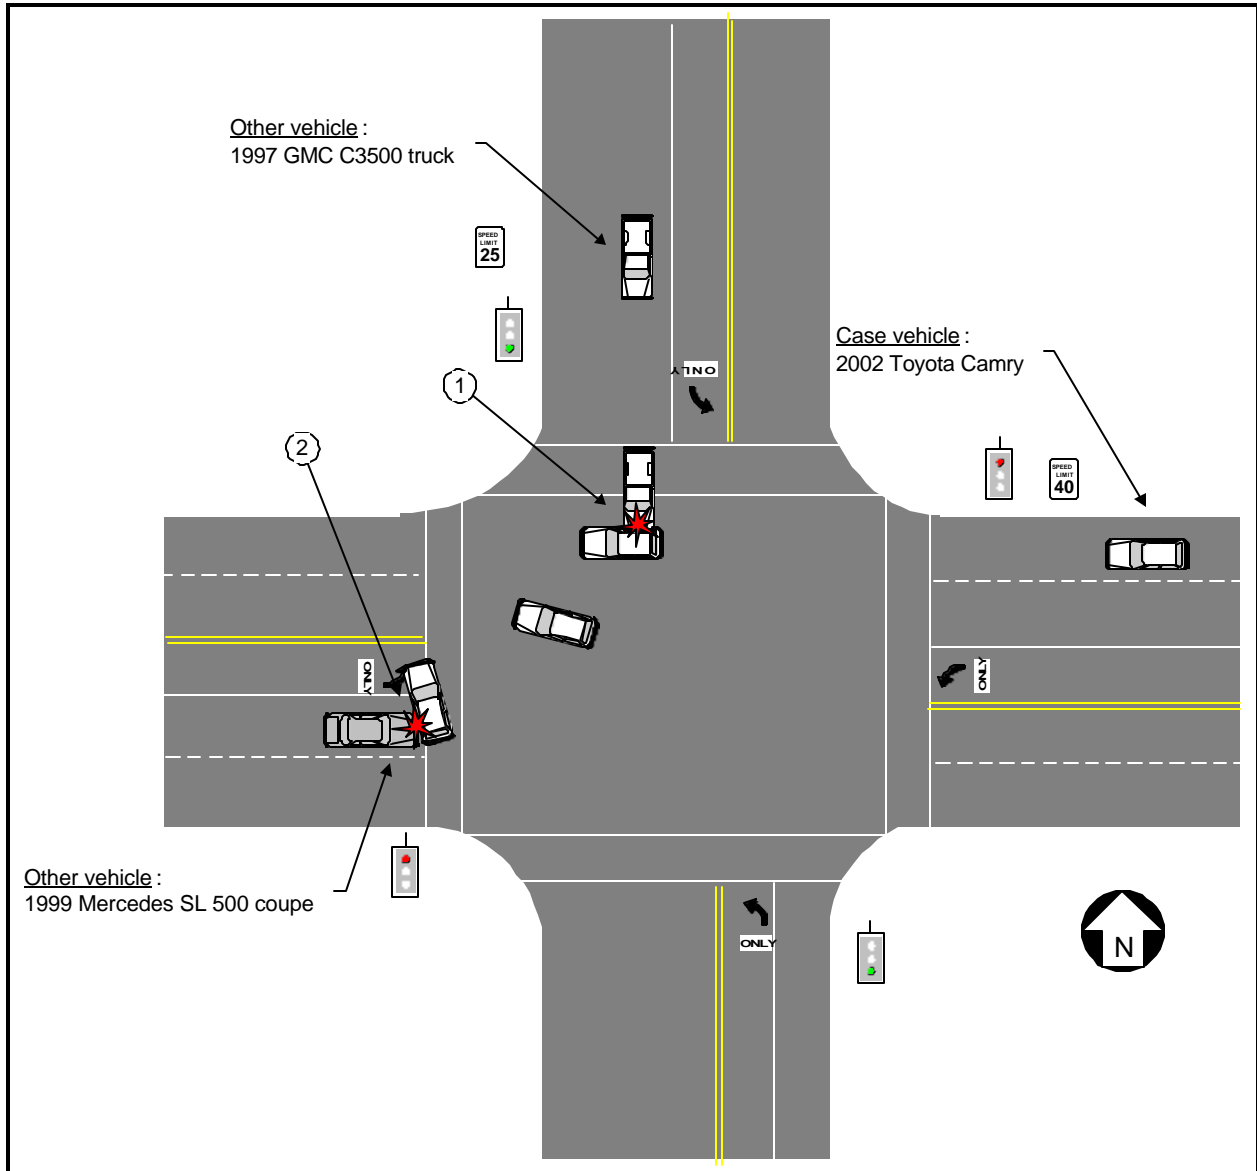 Other vehicle :
1997 GMC C3500 truck
SPEED
LIMIT
25
Case vehicle :
2002 Toyota Camry
ONLY
1
2
SPEED
LIMIT
40
ONLY
ONLY
Other vehicle :
1999 Mercedes SL 500 coupe
ONLY
N